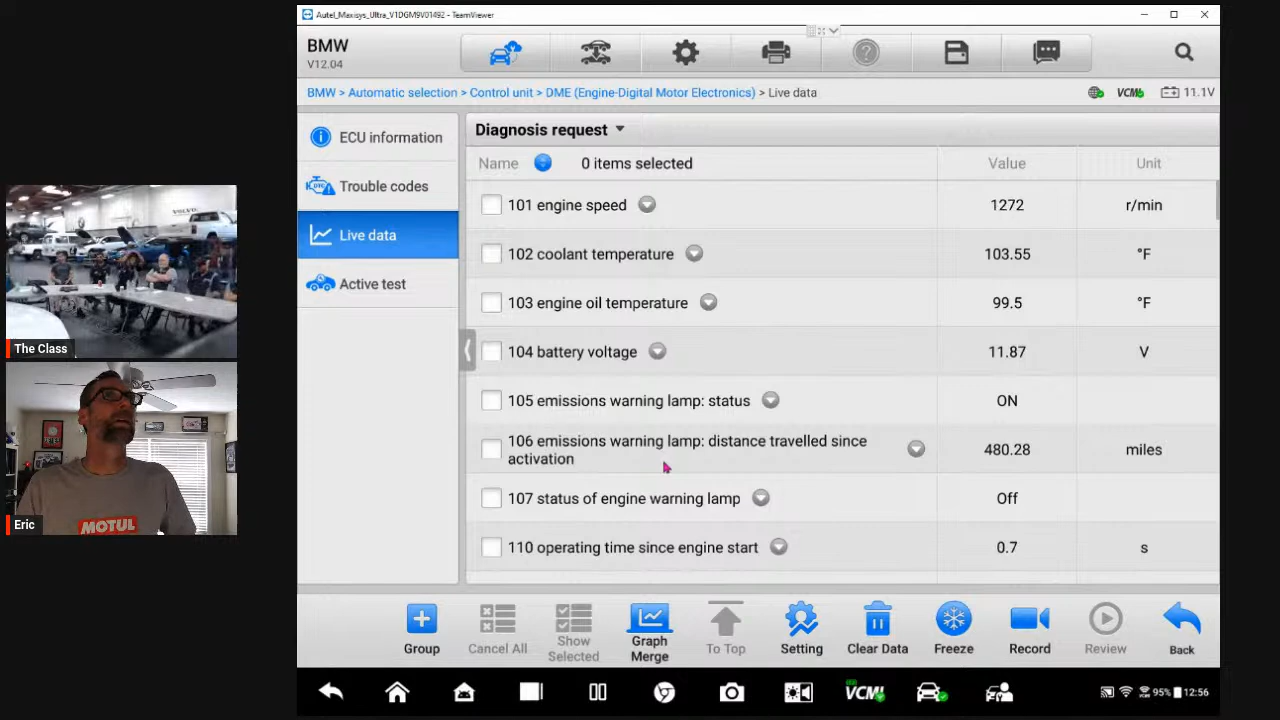 Autel_Maxisys_Ultra_V1DGM9V01492 - TeamViewer
BMW
V12.04
BMW > Automatic selection > Control unit > DME (Engine-Digital Motor Electronics) > Live data
VCMI
11.1V
ECU information
Trouble codes
Live data
Active test
Diagnosis request
Name
0 items selected
Value
Unit
101 engine speed
1272
r/min
102 coolant temperature
103.55
°F
103 engine oil temperature
99.5
°F
104 battery voltage
11.87
V
105 emissions warning lamp: status
ON
106 emissions warning lamp: distance travelled since
activation
480.28
miles
107 status of engine warning lamp
Off
110 operating time since engine start
0.7
s
The Class
MOTUL
Eric
Group
Cancel All
Show
Selected
Graph
Merge
To Top
Setting
Clear Data
Freeze
Record
Review
Back
VCMI
95%
12:56